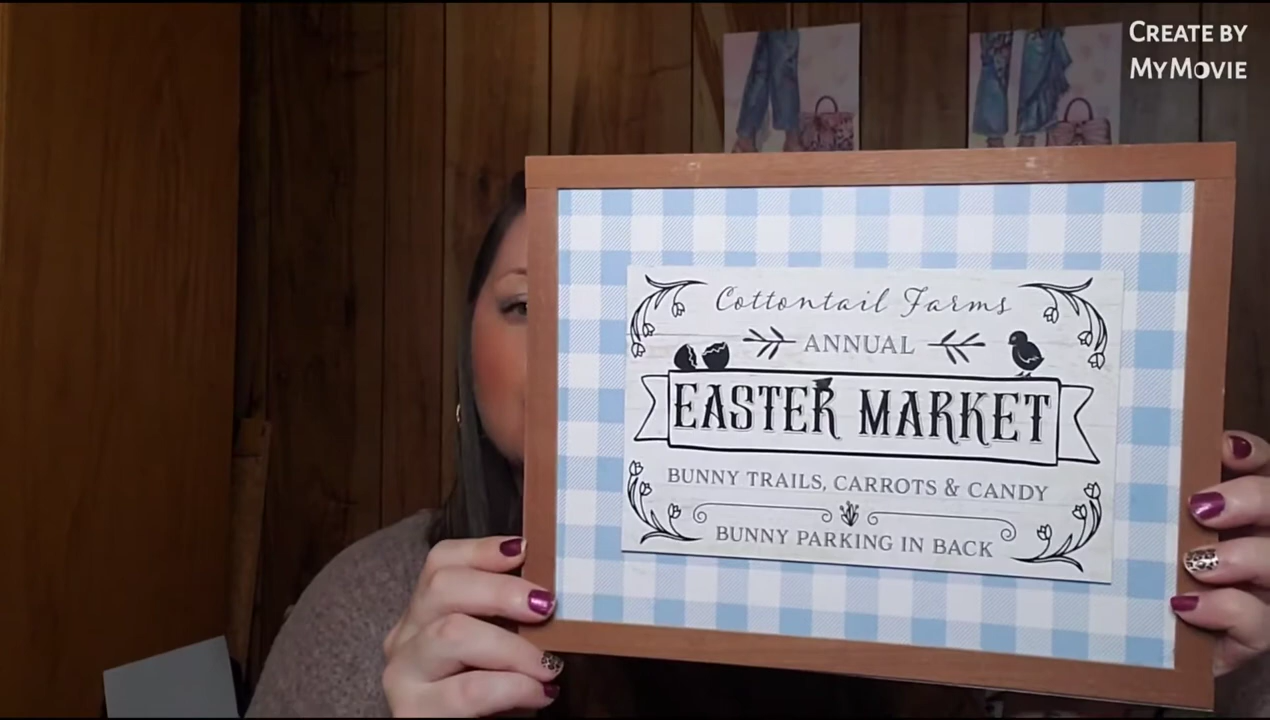 CREATE BY
MYMOVIE
Cottontail Farms
ANNUAL
EASTER MARKET
BUNNY TRAILS, CARROTS & CANDY
BUNNY PARKING IN BACK